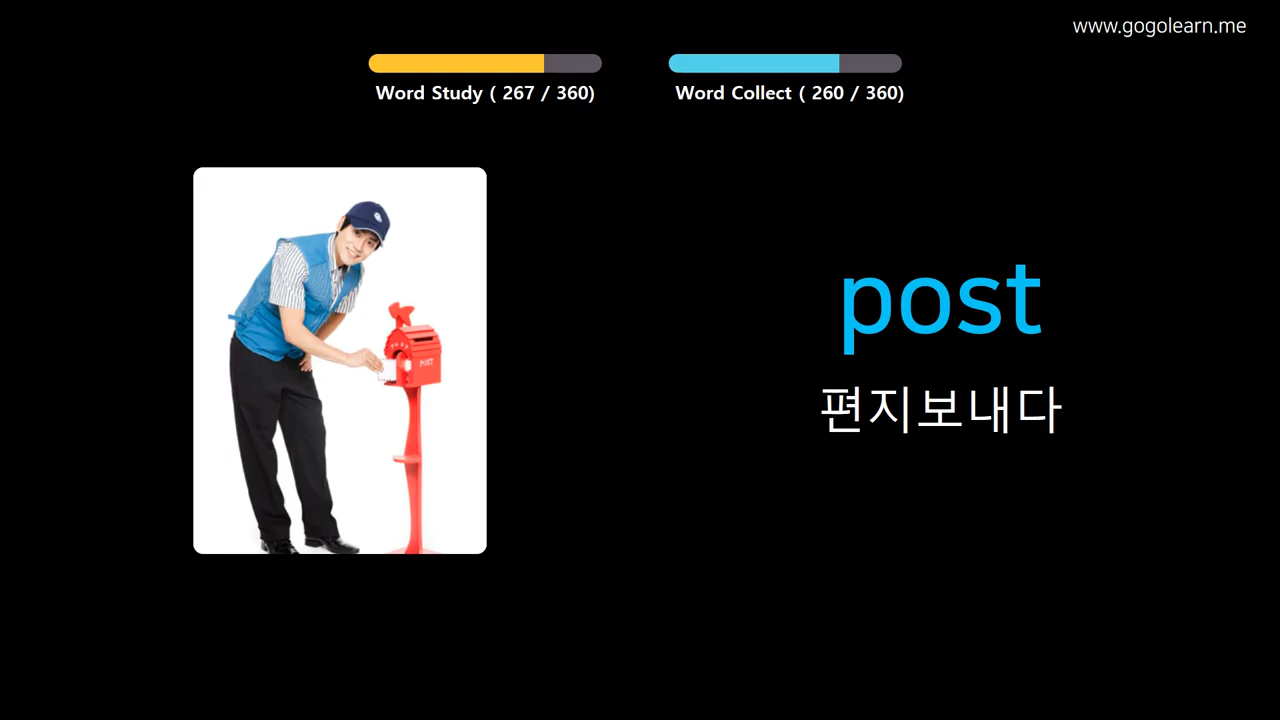 www.gogolearn.me
Word Study ( 267 / 360)
Word Collect ( 260 / 360)
POST
post
편지보내다